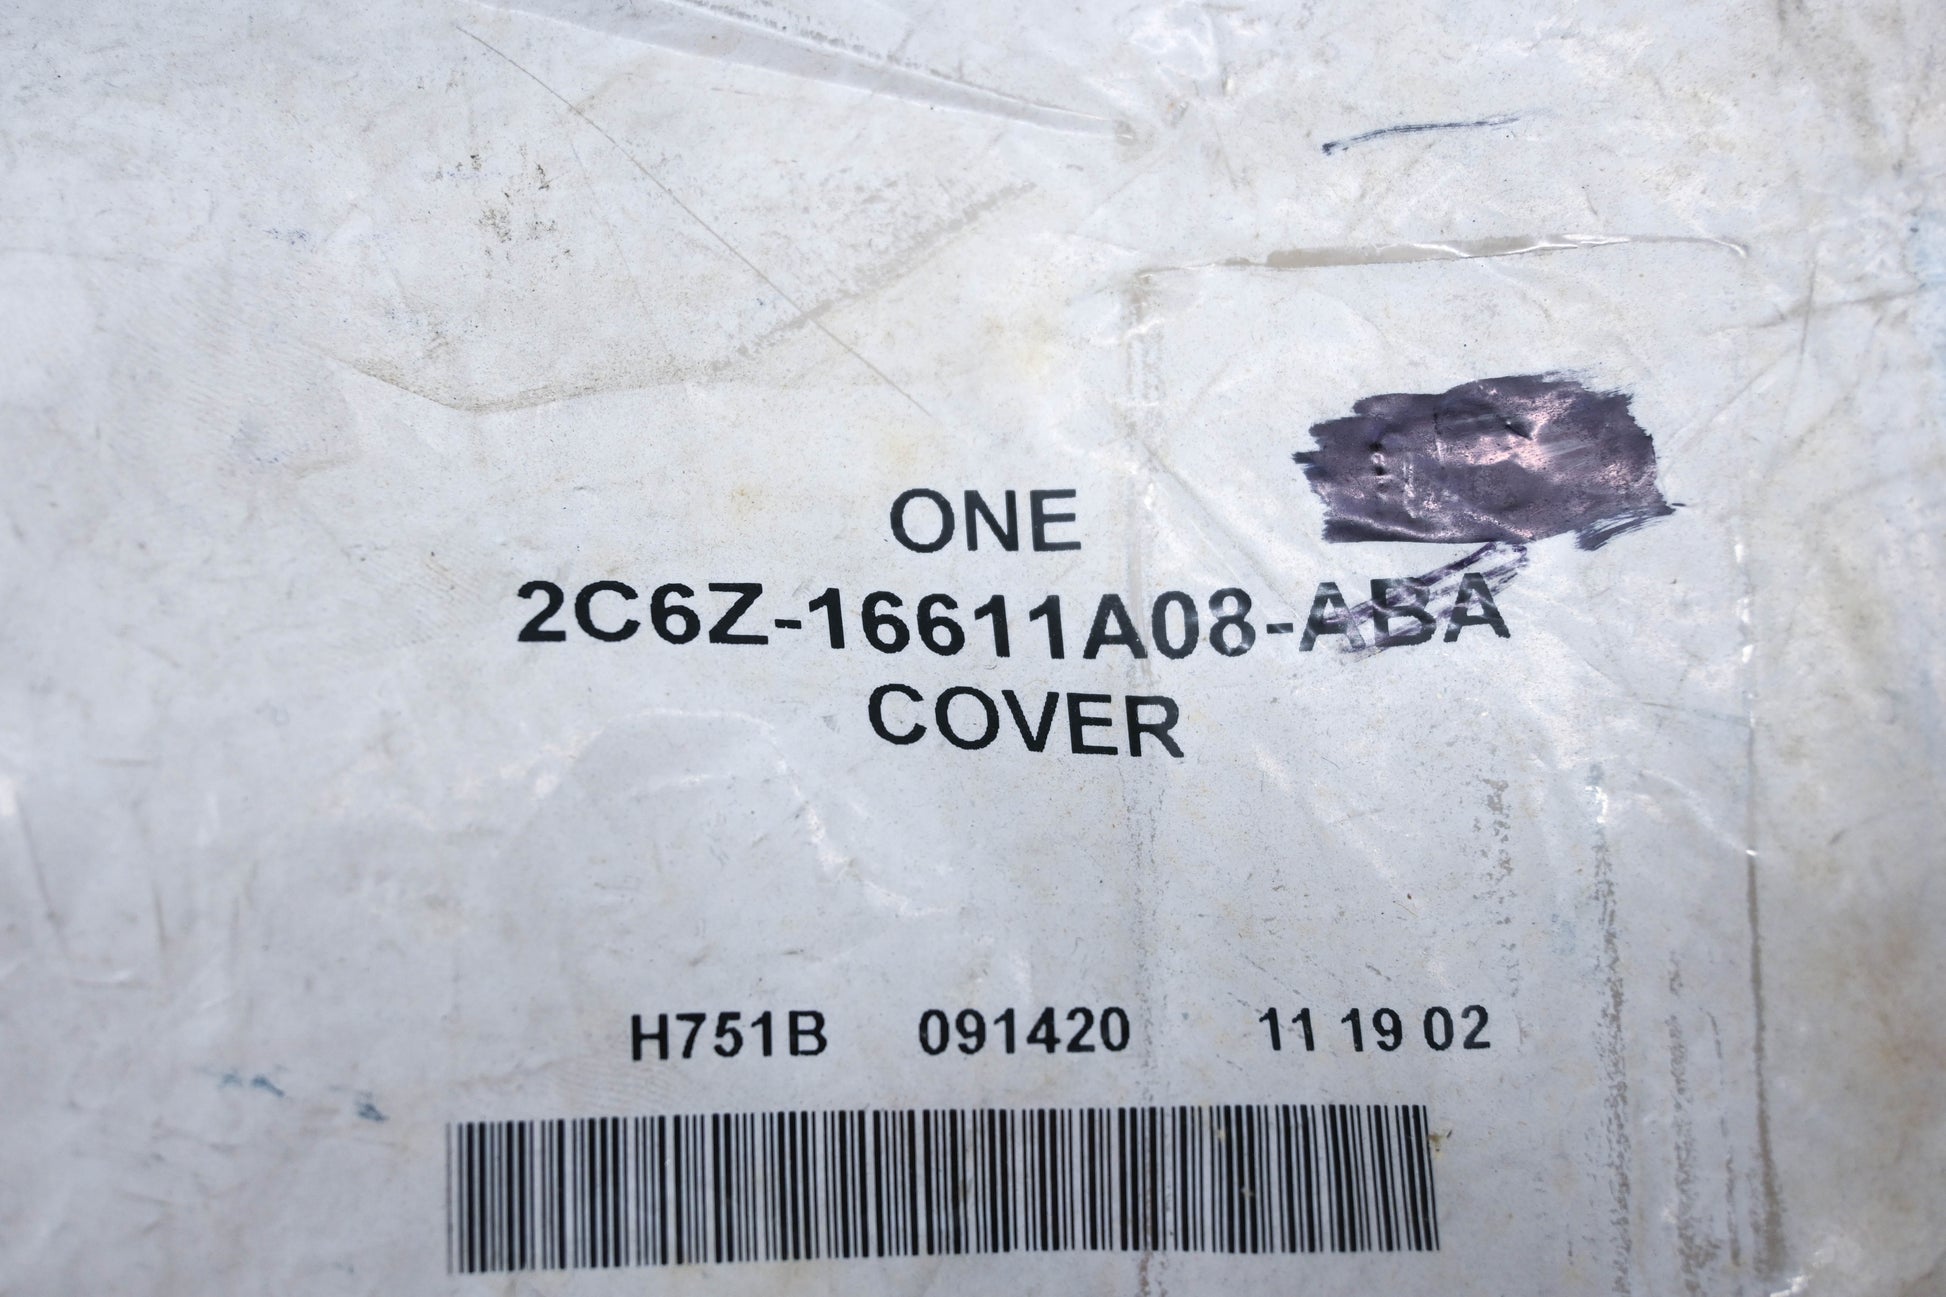 ONE
2C6Z-16611A08-ABA
COVER
H751B 091420 11 19 02